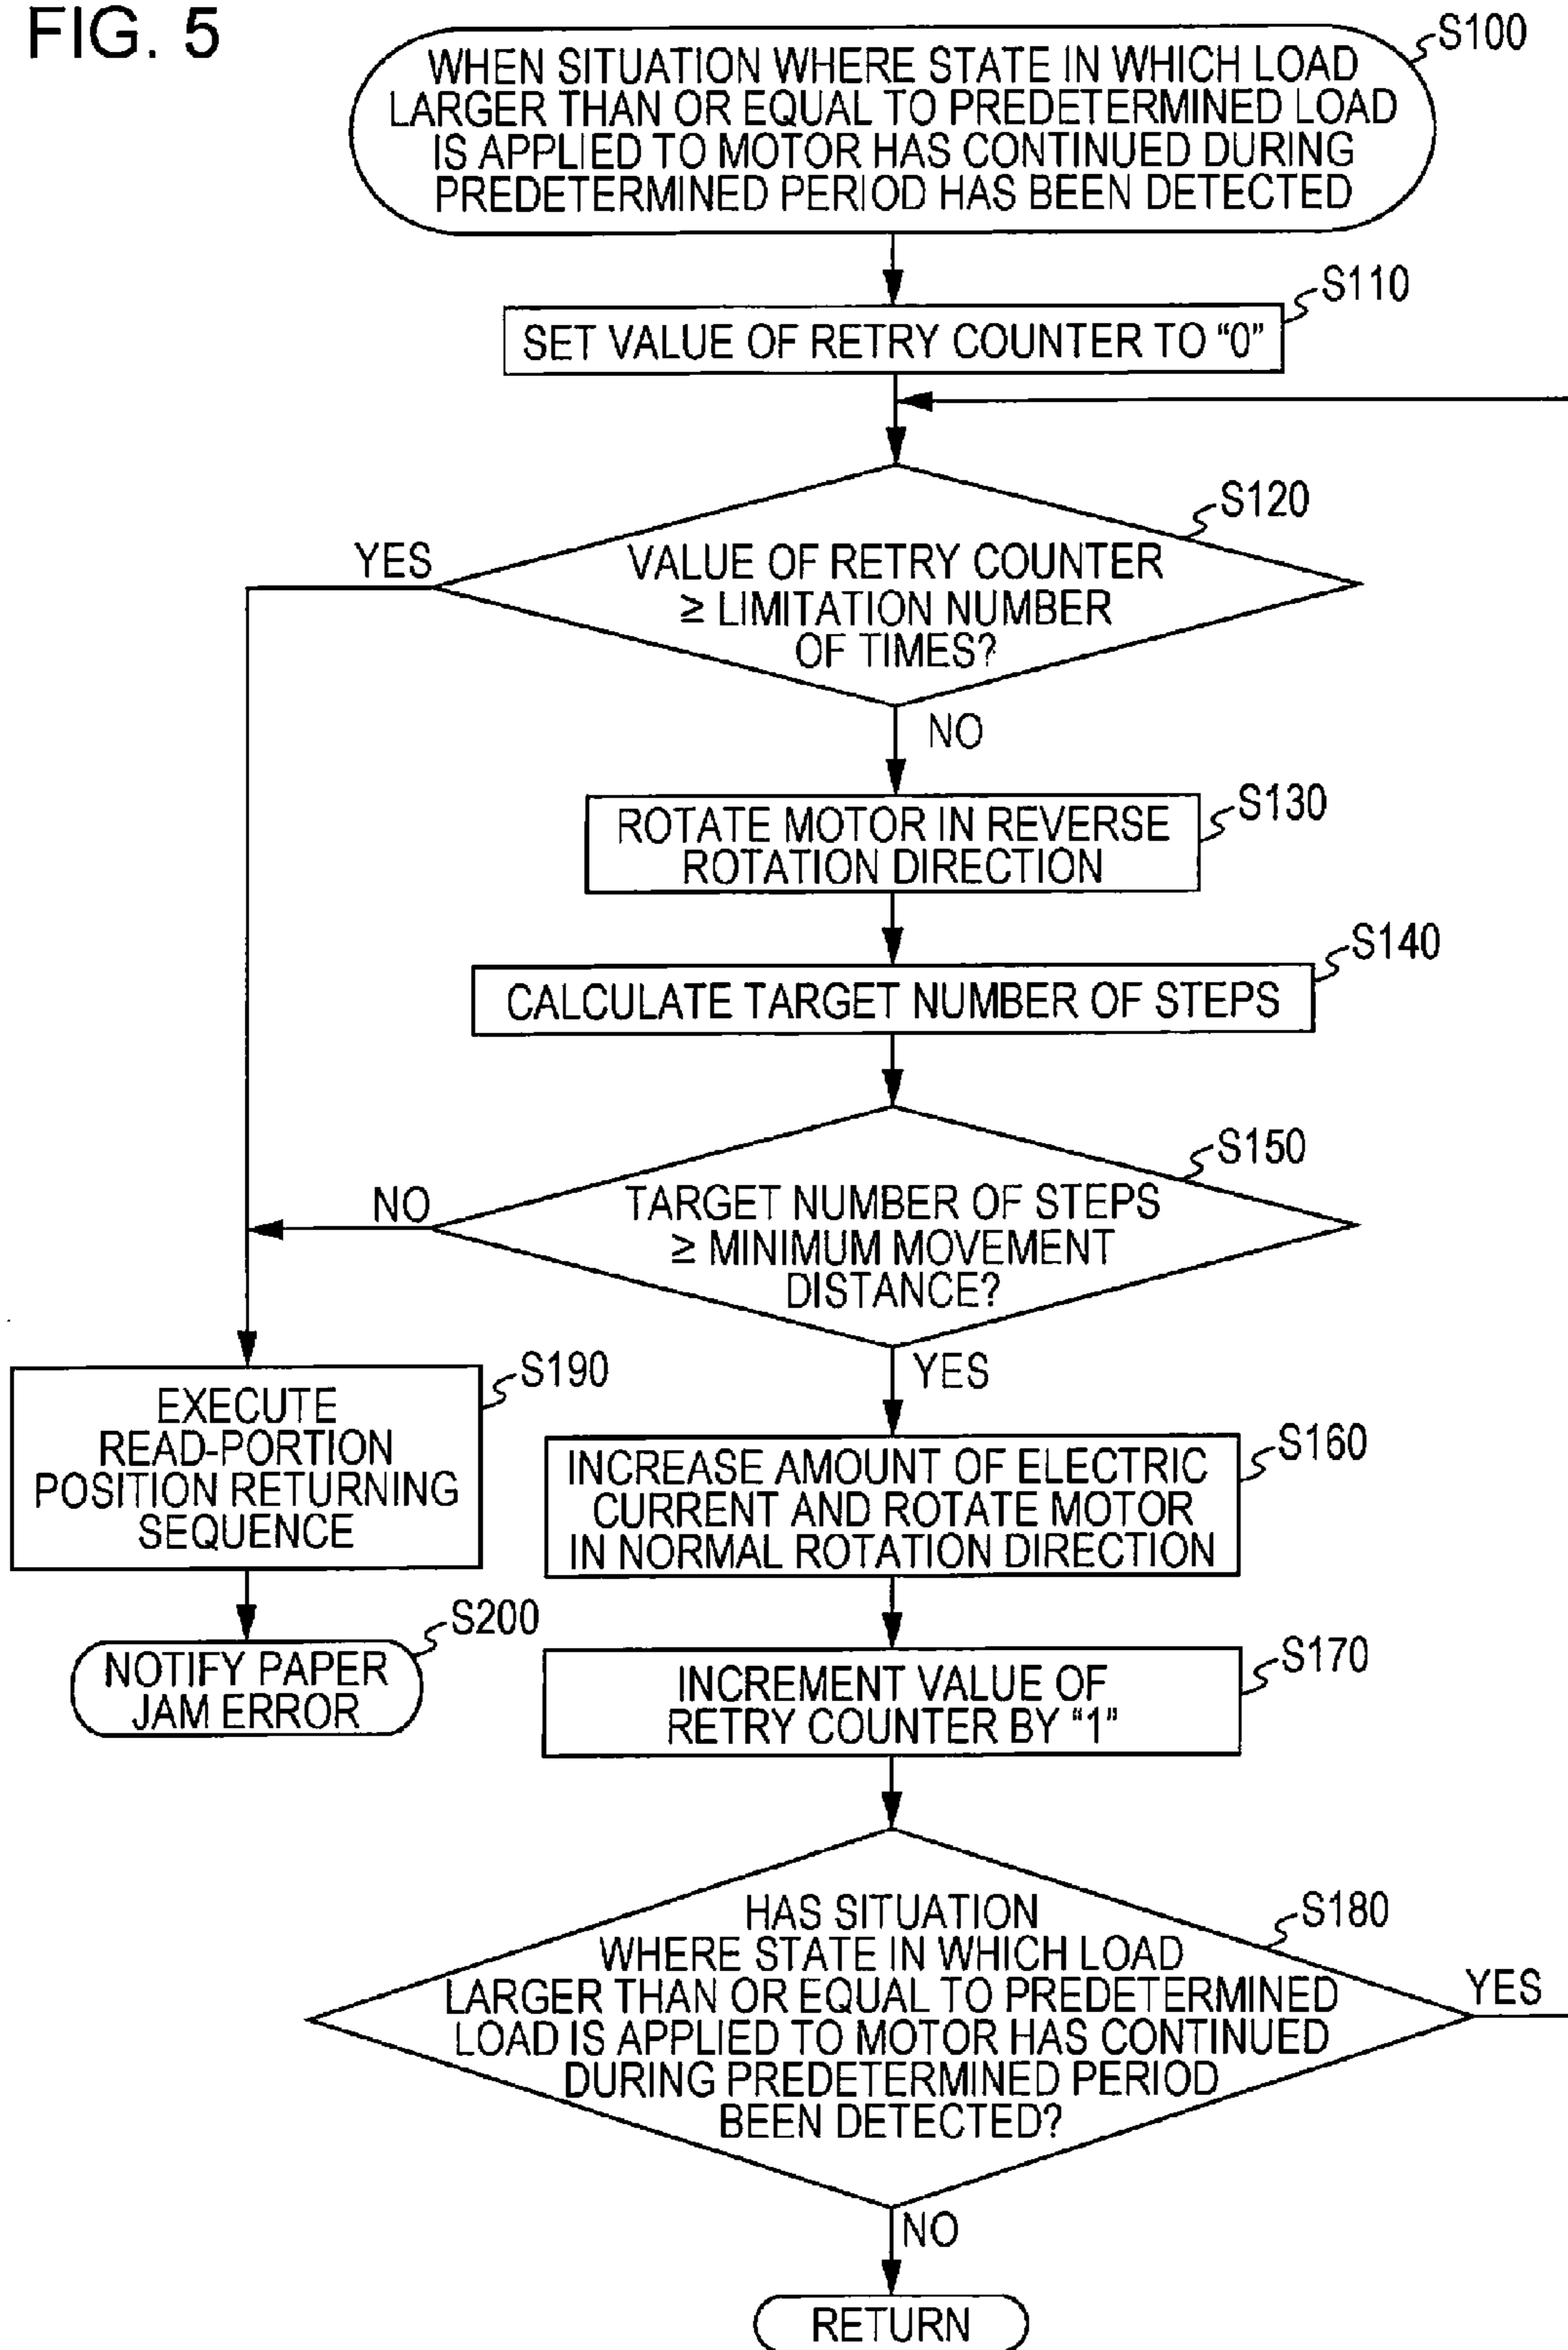 FIG. 5
S100
WHEN SITUATION WHERE STATE IN WHICH LOAD
LARGER THAN OR EQUAL TO PREDETERMINED LOAD
IS APPLIED TO MOTOR HAS CONTINUED DURING
PREDETERMINED PERIOD HAS BEEN DETECTED
S110
SET VALUE OF RETRY COUNTER TO “0”
S120
YES
VALUE OF RETRY COUNTER
≥ LIMITATION NUMBER
OF TIMES?
NO
S130
ROTATE MOTOR IN REVERSE
ROTATION DIRECTION
S140
CALCULATE TARGET NUMBER OF STEPS
S150
NO
TARGET NUMBER OF STEPS
≥ MINIMUM MOVEMENT
DISTANCE?
YES
S190
EXECUTE
READ-PORTION
POSITION RETURNING
SEQUENCE
S160
INCREASE AMOUNT OF ELECTRIC
CURRENT AND ROTATE MOTOR
IN NORMAL ROTATION DIRECTION
S200
NOTIFY PAPER
JAM ERROR
S170
INCREMENT VALUE OF
RETRY COUNTER BY “1”
S180
HAS SITUATION
WHERE STATE IN WHICH LOAD
LARGER THAN OR EQUAL TO PREDETERMINED
LOAD IS APPLIED TO MOTOR HAS CONTINUED
DURING PREDETERMINED PERIOD
BEEN DETECTED?
YES
NO
RETURN